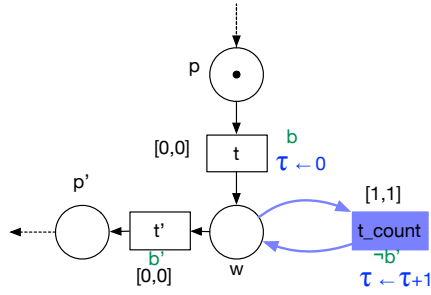 p
[0,0]
t
b
τ ← 0
p'
[1,1]
t'
t_count
b'
w
¬b'
[0,0]
τ ← τ+1